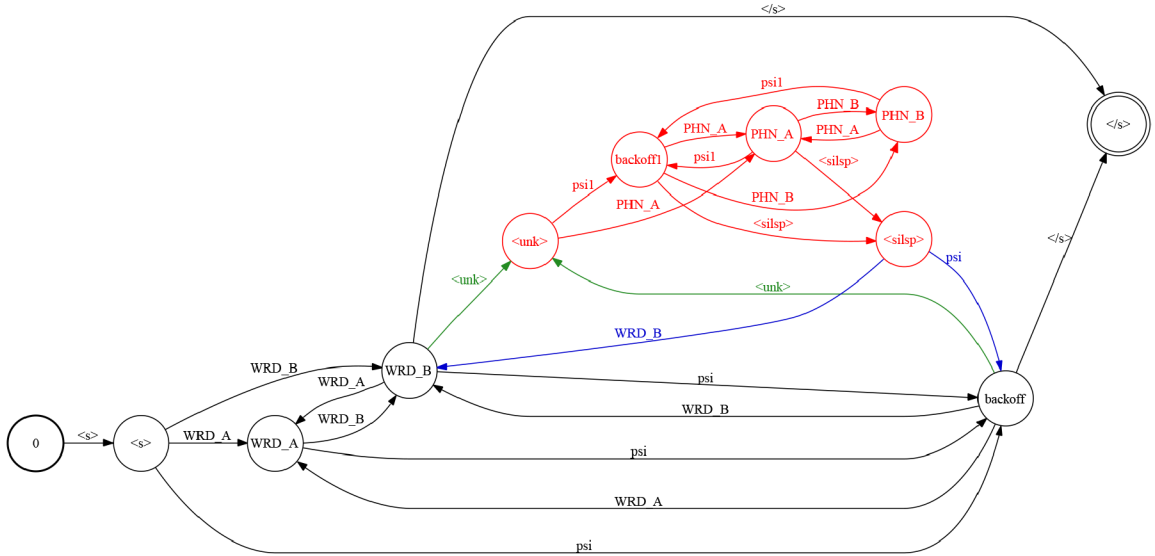 </s>
psi1
PHN_B
PHN_B
</s>
PHN_A
PHN_A
PHN_A
backoff1
psi1
<silsp>
psi1
PHN_B
PHN_A
<silsp>
<unk>
<silsp>
</s>
psi
<unk>
<unk>
WRD_B
WRD_B
WRD_B
WRD_A
psi
backoff
WRD_B
WRD_B
0
<s>
<s>
WRD_A
WRD_A
psi
WRD_A
psi